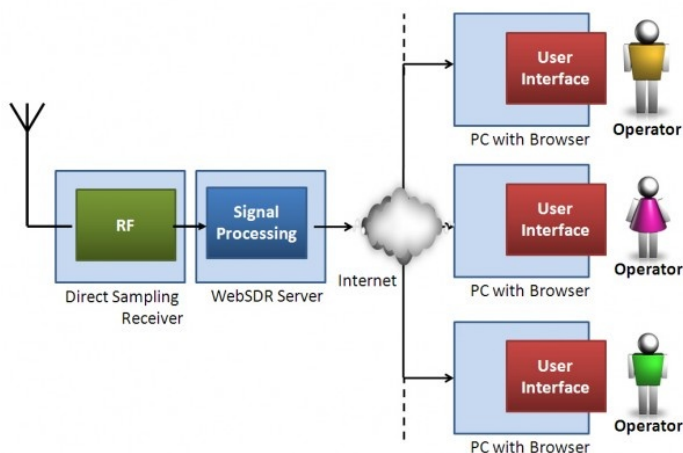 RF
Direct Sampling
Receiver
Signal
Processing
WebSDR Server
Internet
User
Interface
PC with Browser
Operator
User
Interface
PC with Browser
Operator
User
Interface
PC with Browser
Operator